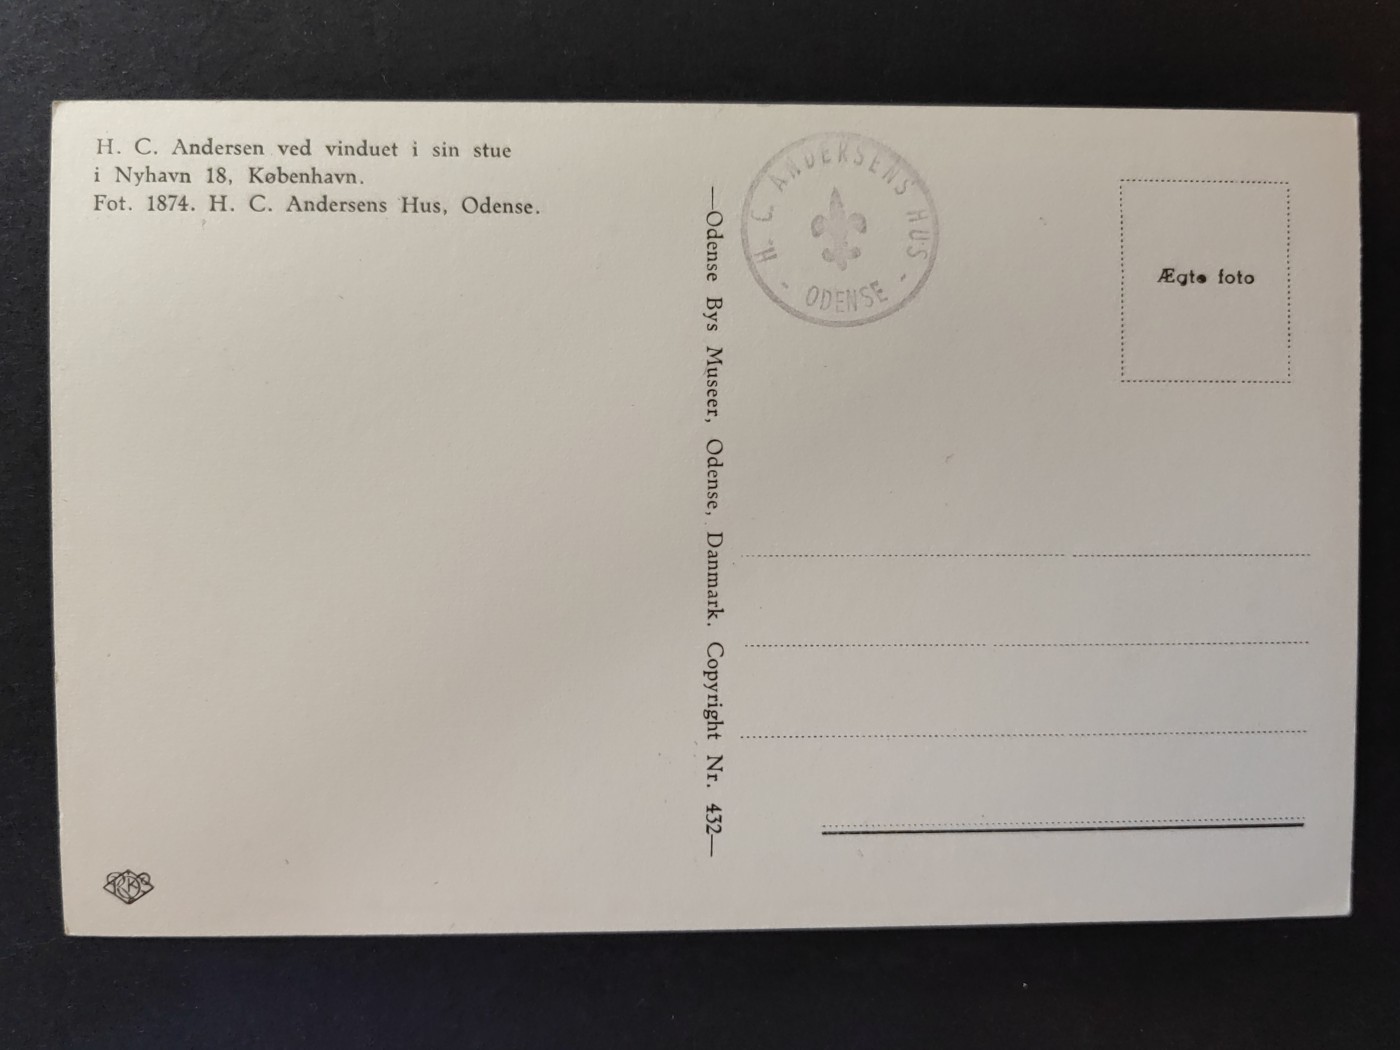 H. C. Andersen ved vinduet i sin stue
i Nyhavn 18, København.
Fot. 1874. H. C. Andersens Hus, Odense.
—Odense Bys Museer, Odense, Danmark. Copyright Nr. 432—
H. C. ANDERSENS HUS
- ODENSE -
Ægte foto